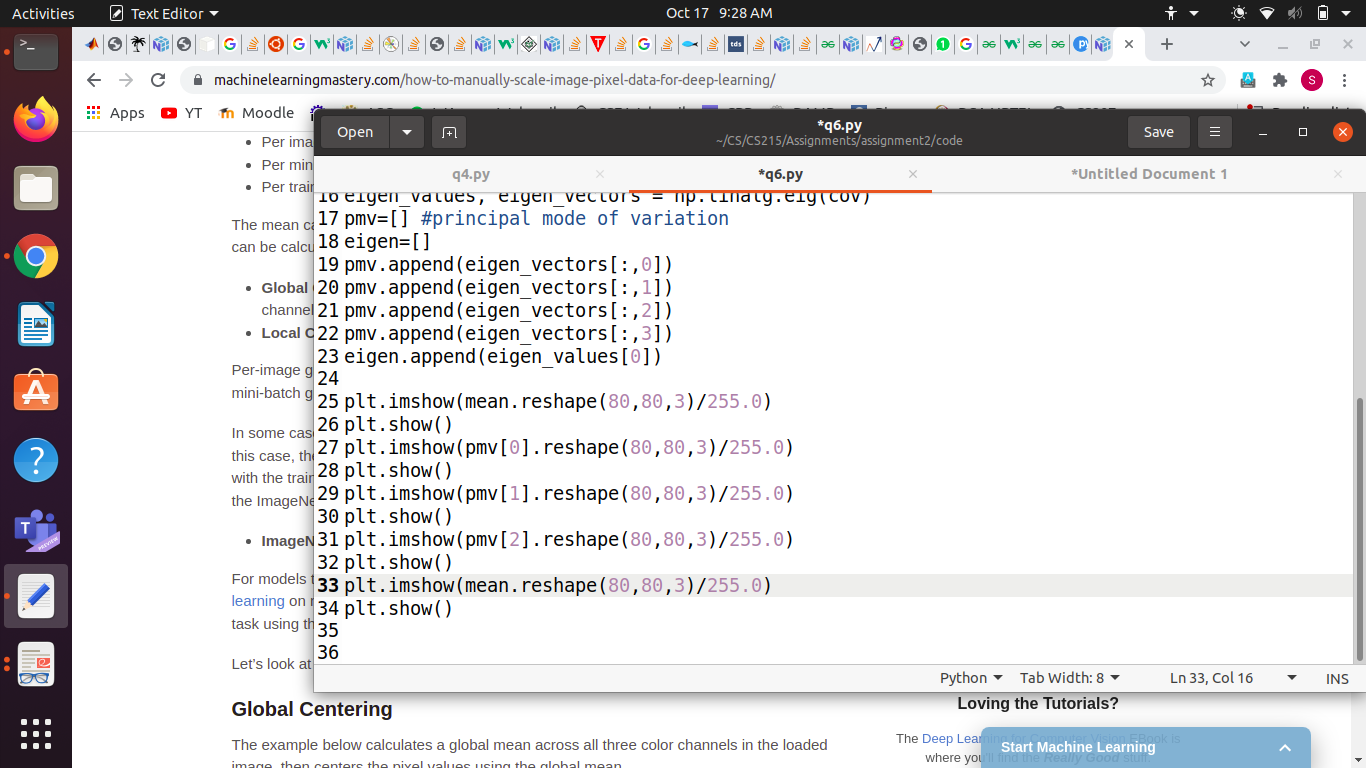 Activities
Text Editor
Oct 17 9:28 AM
machinelearningmastery.com/how-to-manually-scale-image-pixel-data-for-deep-learning/
Apps
YT
Moodle
Open
*q6.py
~/CS/CS215/Assignments/assignment2/code
Save
q4.py
*q6.py
*Untitled Document 1
16 eigen_values, eigen_vectors = np.linalg.eig(cov)
17 pmv=[] #principal mode of variation
18 eigen=[]
19 pmv.append(eigen_vectors[:,0])
20 pmv.append(eigen_vectors[:,1])
21 pmv.append(eigen_vectors[:,2])
22 pmv.append(eigen_vectors[:,3])
23 eigen.append(eigen_values[0])
24
25 plt.imshow(mean.reshape(80,80,3)/255.0)
26 plt.show()
27 plt.imshow(pmv[0].reshape(80,80,3)/255.0)
28 plt.show()
29 plt.imshow(pmv[1].reshape(80,80,3)/255.0)
30 plt.show()
31 plt.imshow(pmv[2].reshape(80,80,3)/255.0)
32 plt.show()
33 plt.imshow(mean.reshape(80,80,3)/255.0)
34 plt.show()
35
36
Python
Tab Width: 8
Ln 33, Col 16
INS
Per ima
Per min
Per train
The mean ca
can be calcu
Global
channel
Local C
Per-image g
mini-batch g
In some cas
this case, th
with the train
the ImageNe
ImageN
For models t
learning on
task using th
Let's look at
Global Centering
The example below calculates a global mean across all three color channels in the loaded
image, then centers the pixel values using the global mean.
Loving the Tutorials?
The Deep Learning for Computer Vision EBook is
where you'll find the Really Good stuff.
Start Machine Learning